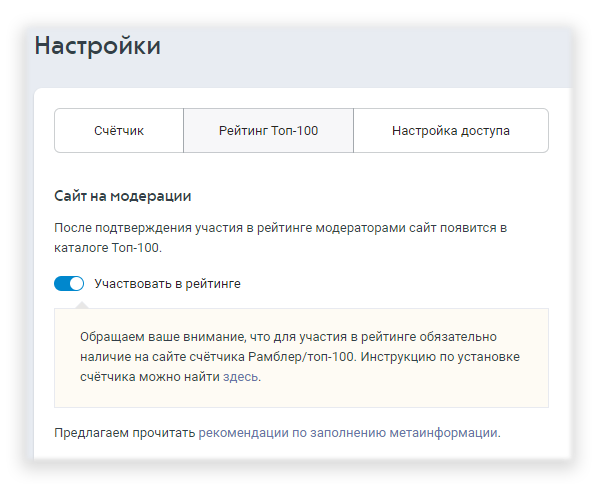 Настройки
Счётчик
Рейтинг Топ-100
Настройка доступа
Сайт на модерации
После подтверждения участия в рейтинге модераторами сайт появится в
каталоге Топ-100.
Участвовать в рейтинге
Обращаем ваше внимание, что для участия в рейтинге обязательно
наличие на сайте счётчика Рамблер/топ-100. Инструкцию по установке
счётчика можно найти здесь.
Предлагаем прочитать рекомендации по заполнению метаинформации.